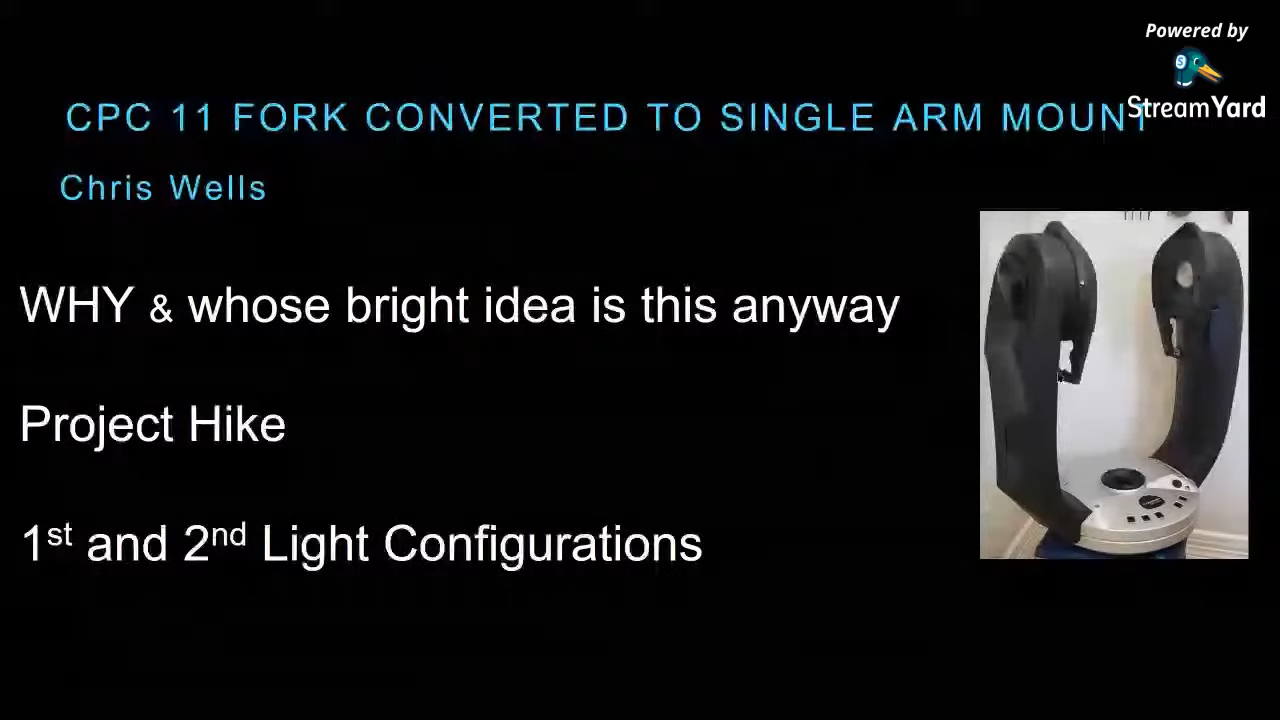 Powered by
StreamYard
CPC 11 FORK CONVERTED TO SINGLE ARM MOUNT
Chris Wells
WHY & whose bright idea is this anyway
Project Hike
1st and 2nd Light Configurations